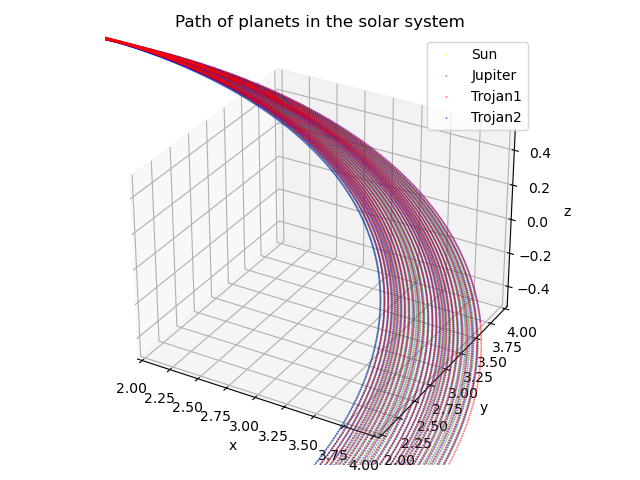 Path of planets in the solar system
Sun
Jupiter
Trojan1
Trojan2
0.4
0.2
0.0
−0.2
−0.4
z
4.00
3.75
3.50
3.25
3.00
2.75
2.50
2.25
2.00
y
2.00
2.25
2.50
2.75
3.00
3.25
3.50
3.75
4.00
x